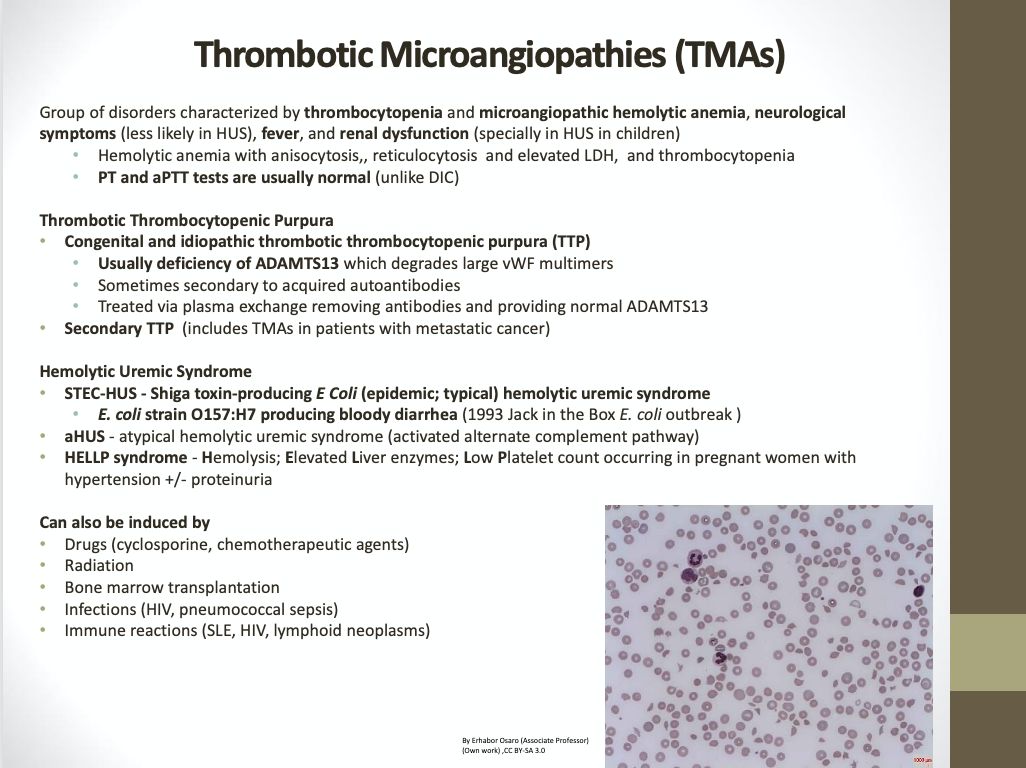 Thrombotic Microangiopathies (TMAs)
Group of disorders characterized by thrombocytopenia and microangiopathic hemolytic anemia, neurological
symptoms (less likely in HUS), fever, and renal dysfunction (specially in HUS in children)
• Hemolytic anemia with anisocytosis,, reticulocytosis and elevated LDH, and thrombocytopenia
• PT and aPTT tests are usually normal (unlike DIC)
Thrombotic Thrombocytopenic Purpura
• Congenital and idiopathic thrombotic thrombocytopenic purpura (TTP)
• Usually deficiency of ADAMTS13 which degrades large vWF multimers
• Sometimes secondary to acquired autoantibodies
• Treated via plasma exchange removing antibodies and providing normal ADAMTS13
• Secondary TTP (includes TMAs in patients with metastatic cancer)
Hemolytic Uremic Syndrome
• STEC-HUS - Shiga toxin-producing E Coli (epidemic; typical) hemolytic uremic syndrome
• E. coli strain O157:H7 producing bloody diarrhea (1993 Jack in the Box E. coli outbreak )
• aHUS - atypical hemolytic uremic syndrome (activated alternate complement pathway)
• HELLP syndrome - Hemolysis; Elevated Liver enzymes; Low Platelet count occurring in pregnant women with
hypertension +/- proteinuria
Can also be induced by
• Drugs (cyclosporine, chemotherapeutic agents)
• Radiation
• Bone marrow transplantation
• Infections (HIV, pneumococcal sepsis)
• Immune reactions (SLE, HIV, lymphoid neoplasms)
By Erhabor Osaro (Associate Professor)
(Own work) ,CC BY-SA 3.0